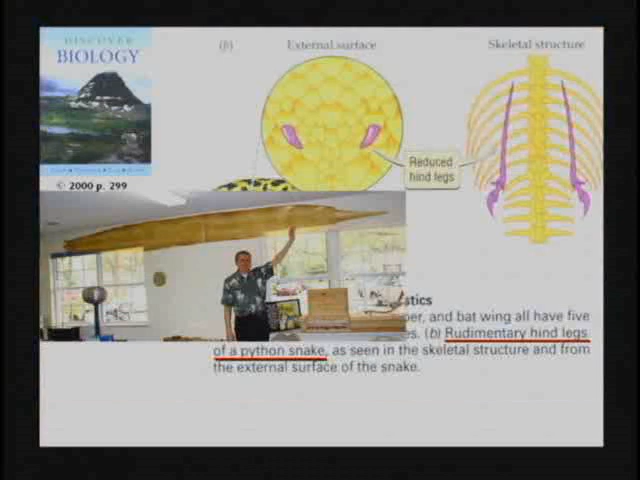 DISCOVER
BIOLOGY
© 2000 p. 299
(b)
External surface
Skeletal structure
Reduced
hind legs
stics
per, and bat wing all have five
es. (b) Rudimentary hind legs
of a python snake, as seen in the skeletal structure and from
the external surface of the snake.